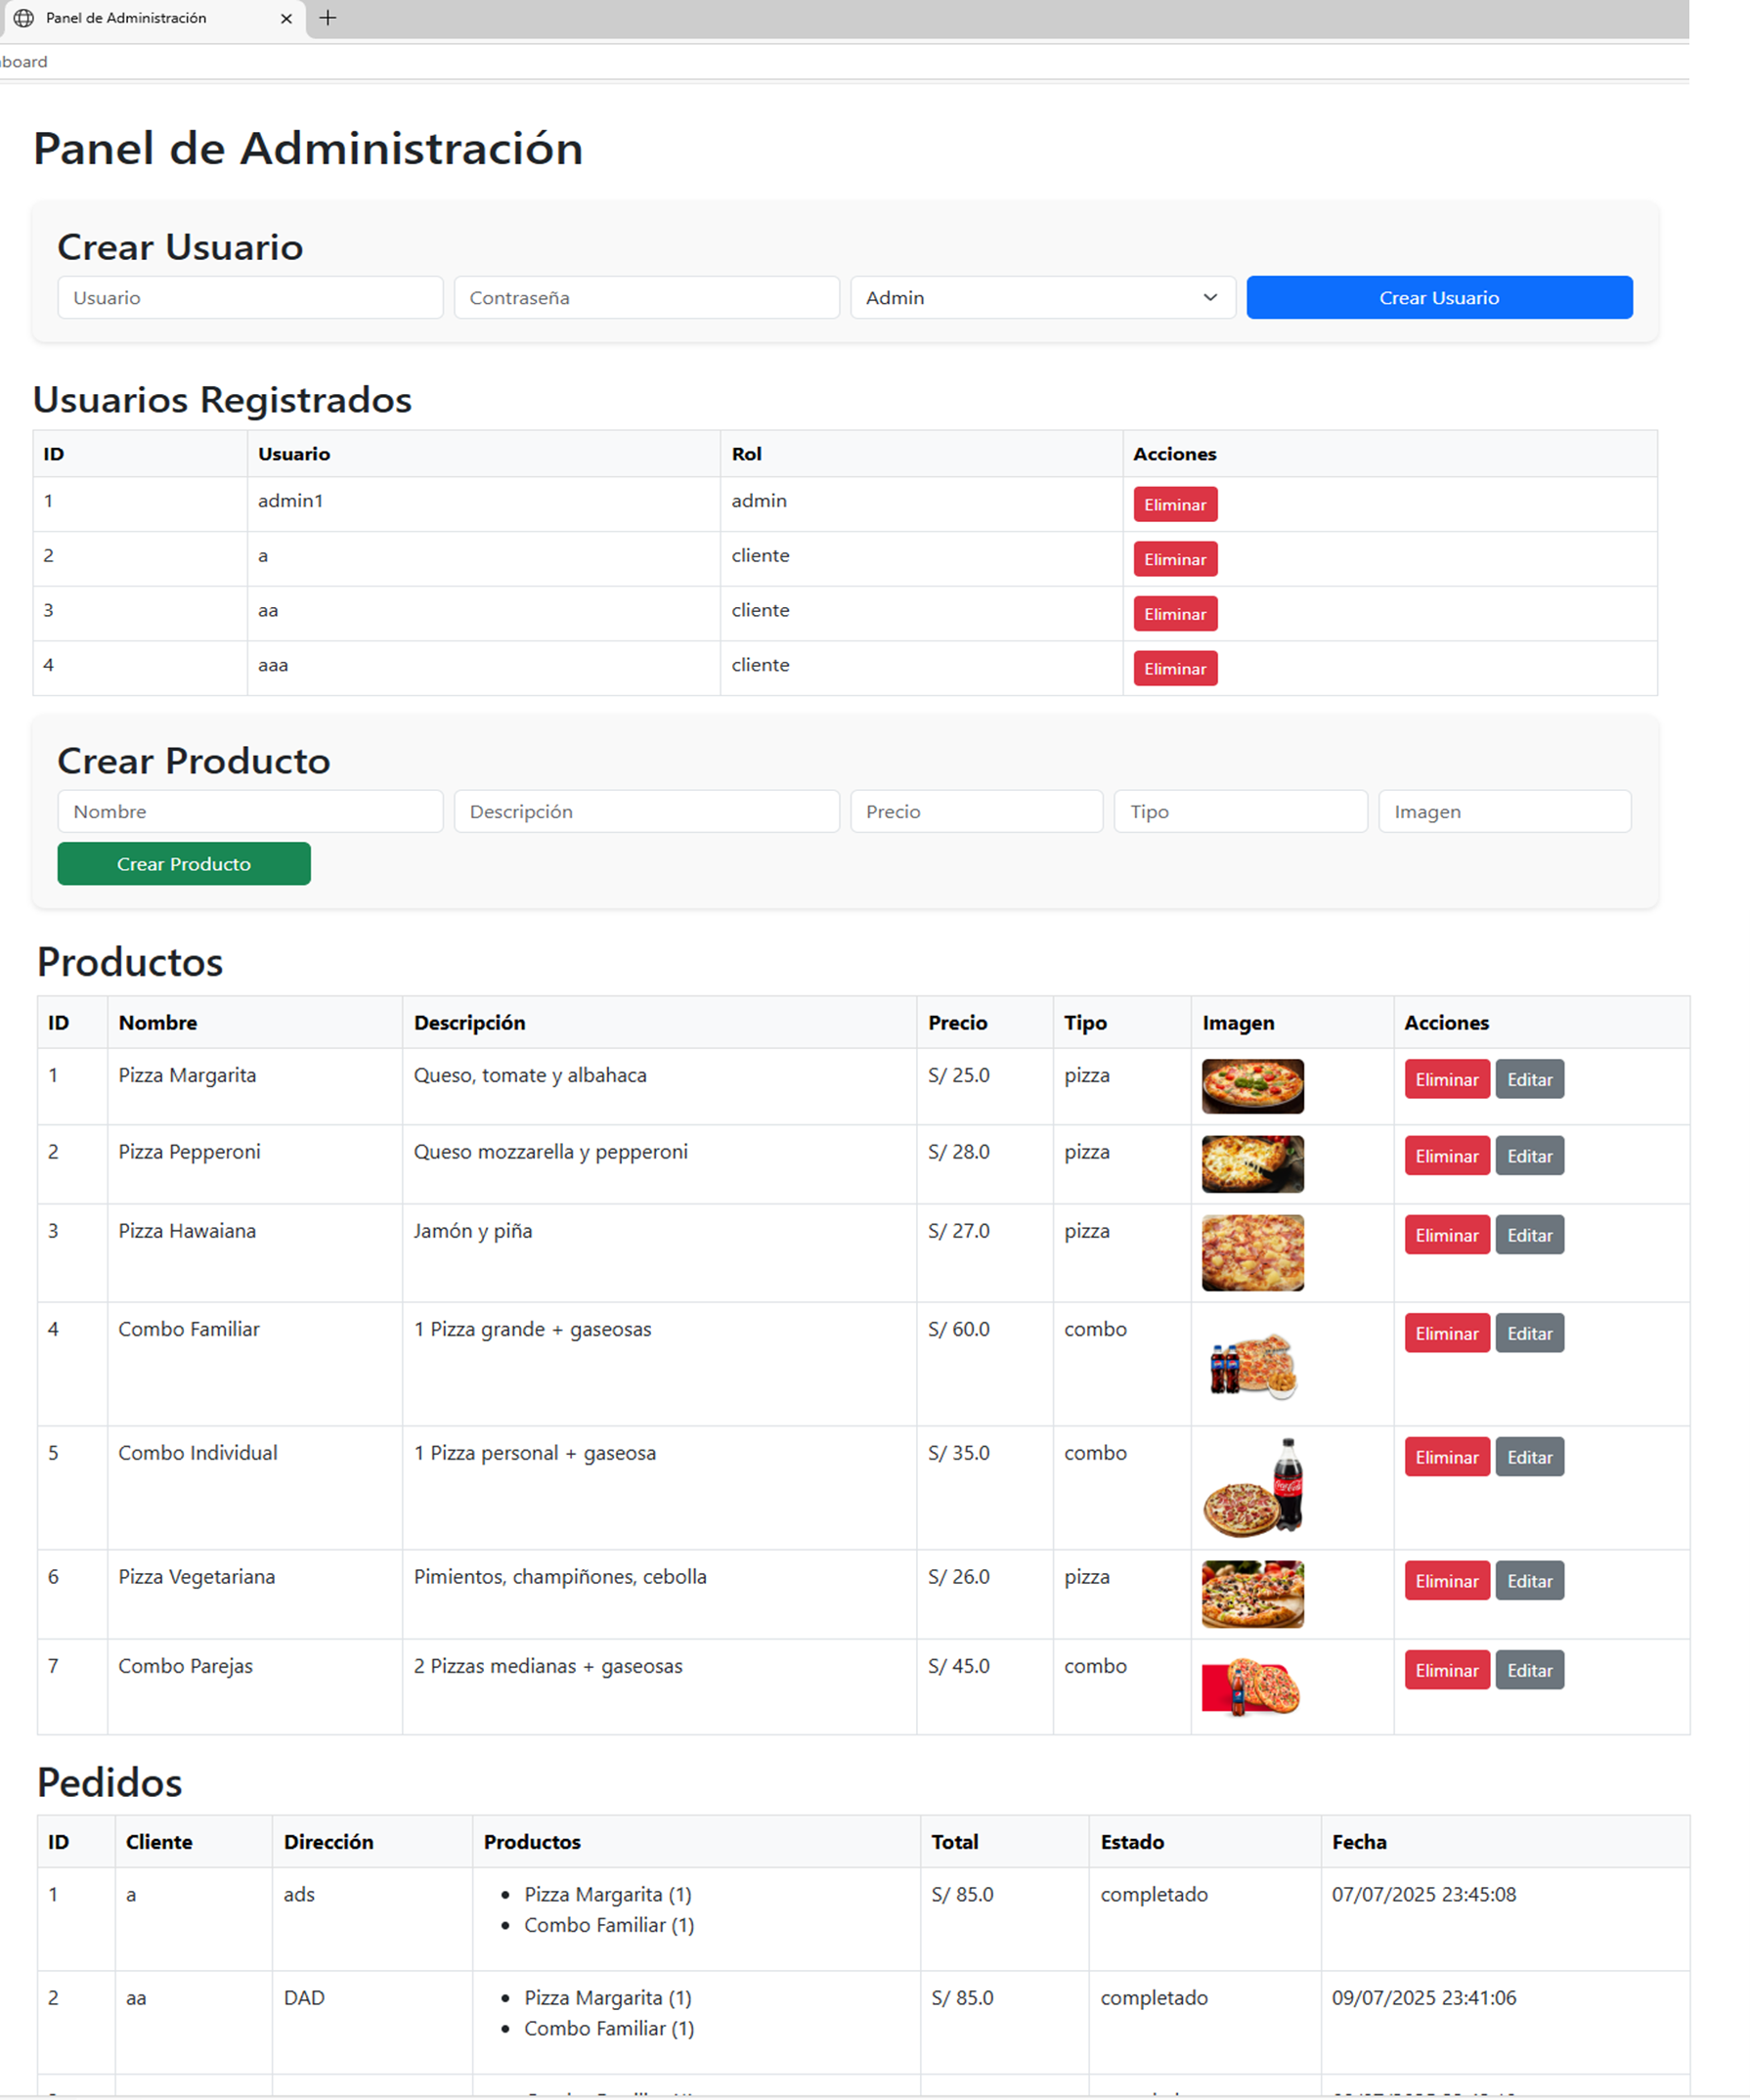 Panel de Administración
board
Panel de Administración
Crear Usuario
Usuario Contraseña Admin Crear Usuario
Usuarios Registrados
ID Usuario Rol Acciones
1 admin1 admin Eliminar
2 a cliente Eliminar
3 aa cliente Eliminar
4 aaa cliente Eliminar
Crear Producto
Nombre Descripción Precio Tipo Imagen
Crear Producto
Productos
ID Nombre Descripción Precio Tipo Imagen Acciones
1 Pizza Margarita Queso, tomate y albahaca S/ 25.0 pizza Eliminar Editar
2 Pizza Pepperoni Queso mozzarella y pepperoni S/ 28.0 pizza Eliminar Editar
3 Pizza Hawaiana Jamón y piña S/ 27.0 pizza Eliminar Editar
4 Combo Familiar 1 Pizza grande + gaseosas S/ 60.0 combo Eliminar Editar
5 Combo Individual 1 Pizza personal + gaseosa S/ 35.0 combo Eliminar Editar
6 Pizza Vegetariana Pimientos, champiñones, cebolla S/ 26.0 pizza Eliminar Editar
7 Combo Parejas 2 Pizzas medianas + gaseosas S/ 45.0 combo Eliminar Editar
Pedidos
ID Cliente Dirección Productos Total Estado Fecha
1 a ads Pizza Margarita (1) S/ 85.0 completado 07/07/2025 23:45:08
Combo Familiar (1)
2 aa DAD Pizza Margarita (1) S/ 85.0 completado 09/07/2025 23:41:06
Combo Familiar (1)